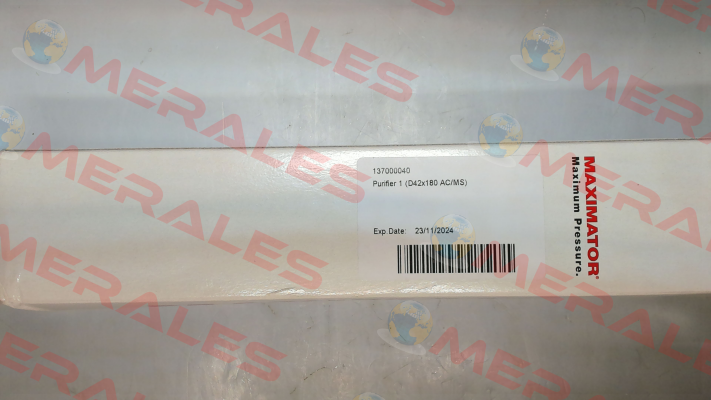 137000040
Purifier 1 (D42x180 AC/MS)
Exp.Date: 23/11/2024
MAXIMATOR®
Maximum Pressure.
MERALES
MERALES
MERALES
MERALES
MERALES
MERALES
MERALES